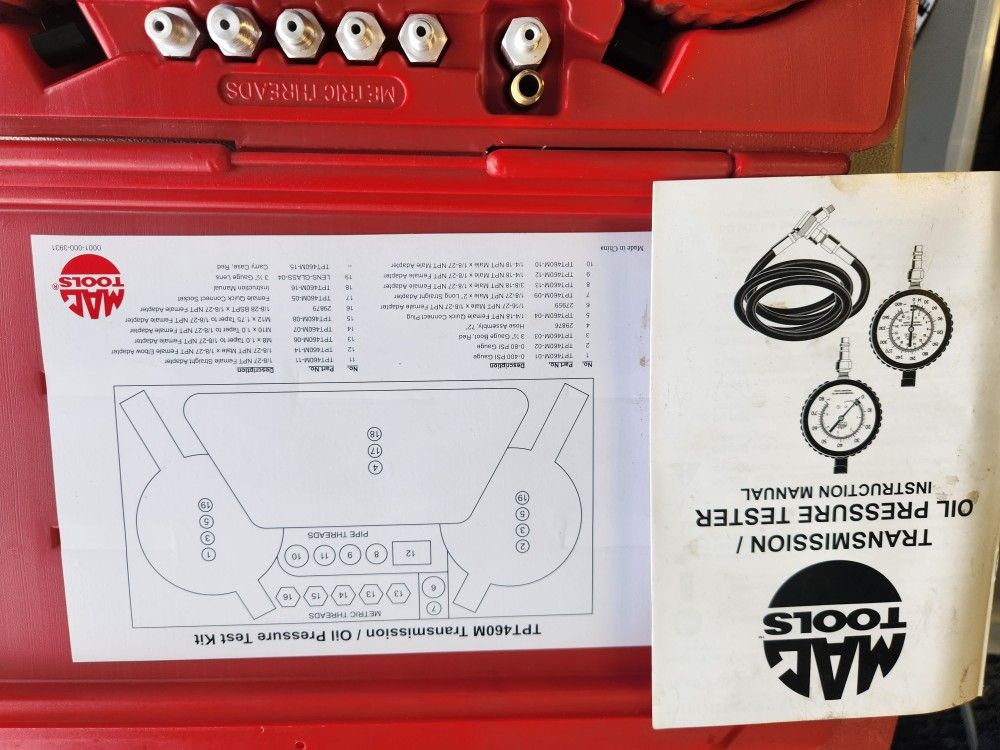 MAC
TOOLS™
TRANSMISSION /
OIL PRESSURE TESTER
INSTRUCTION MANUAL
TPT460M Transmission / Oil Pressure Test Kit
METRIC THREADS
7 13 13 14 15 16
6 12 8 9 11 10
PIPE THREADS
2
3
5
19
4
17
18
1
3
5
19
No. Part No. Description
1 TPT460M-01 0-400 PSI Gauge
2 TPT460M-02 0-80 PSI Gauge
3 TPT460M-03 3½" Gauge Boot, Red
4 29876 Hose Assembly, 72"
5 TPT460M-04 1/4-18 NPT Male Quick Connect Plug
6 27659 1/16-27 NPT Male x 1/8-27 NPT Female Adapter
7 TPT460M-09 1/8-27 NPT Male x 2" Long Straight Adapter
8 TPT460M-13 3/8-18 NPT Male x 1/8-27 NPT Female Adapter
9 TPT460M-12 1/4-18 NPT Male x 1/8-27 NPT Female Adapter
10 TPT460M-10 1/4-18 NPT Male x 1/8-27 NPT Male Adapter
No. Part No. Description
11 TPT460M-11 1/8-27 NPT Female Straight Adapter
12 TPT460M-14 1/8-27 NPT Male x 1/8-27 NPT Female Elbow Adapter
13 TPT460M-06 M8 x 1.0 Taper to 1/8-27 NPT Female Adapter
14 TPT460M-07 M10 x 1.0 Taper to 1/8-27 NPT Female Adapter
15 TPT460M-08 M12 x 1.75 Taper to 1/8-27 NPT Female Adapter
16 29879 1/8-28 BSPT x 1/8-27 NPT Female Adapter
17 TPT460M-05 Female Quick Connect Socket
18 TPT460M-16 Instruction Manual
19 LENS-GLASS-04 3 ½" Gauge Lens
-- TPT460M-15 Carry Case, Red
Made in China
0001-000-3931
MAC
TOOLS®
METRIC THREADS